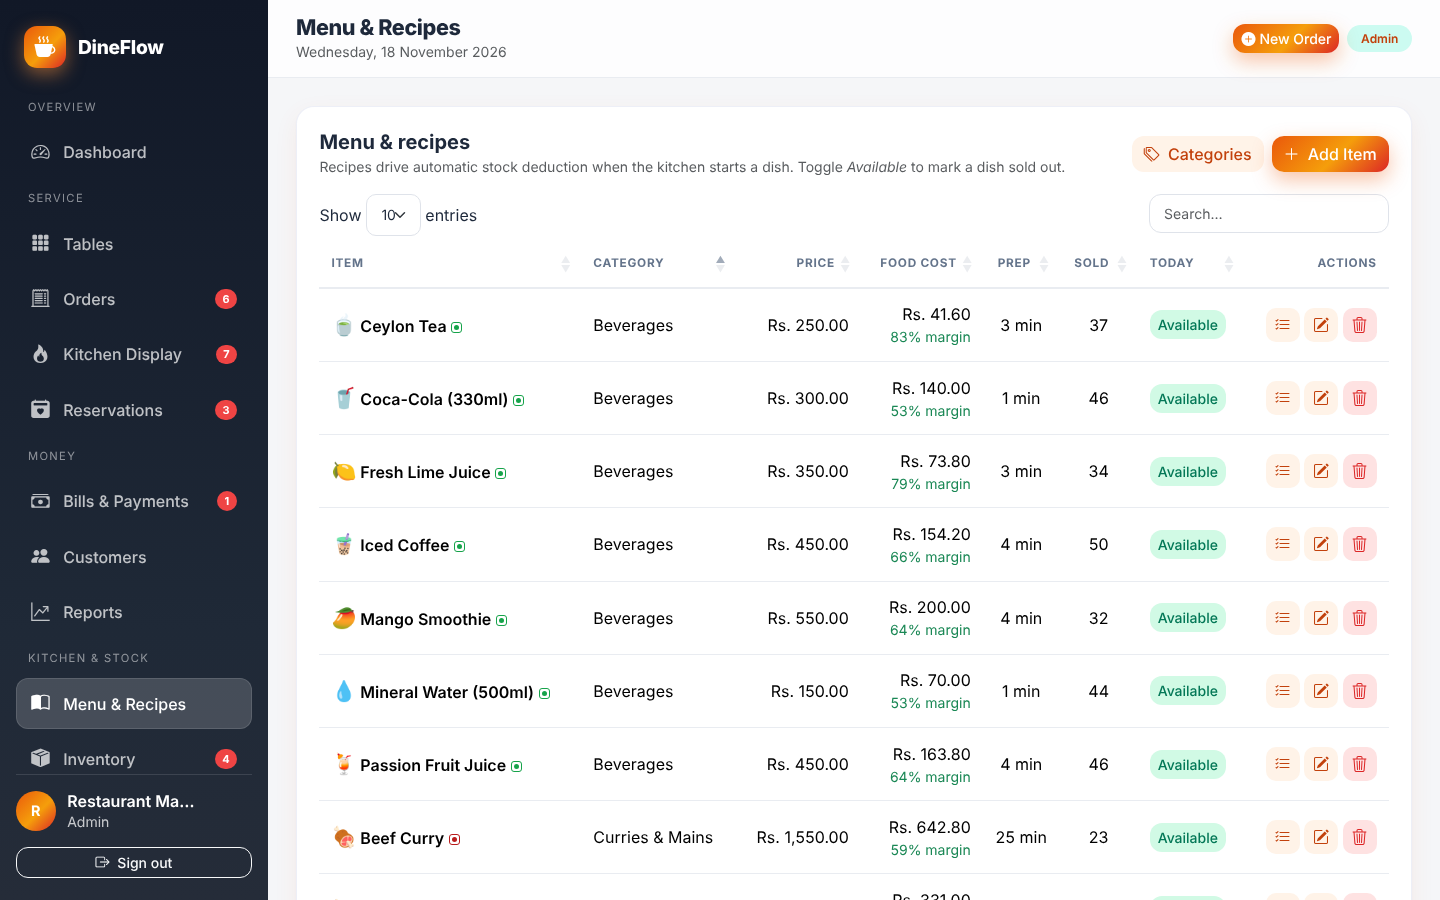 DineFlow
OVERVIEW
Dashboard
SERVICE
Tables
Orders 6
Kitchen Display 7
Reservations 3
MONEY
Bills & Payments 1
Customers
Reports
KITCHEN & STOCK
Menu & Recipes
Inventory 4
R
Restaurant Ma...
Admin
Sign out
Menu & Recipes
Wednesday, 18 November 2026
New Order
Admin
Menu & recipes
Recipes drive automatic stock deduction when the kitchen starts a dish. Toggle Available to mark a dish sold out.
Categories
Add Item
Show 10 entries
Search...
ITEM CATEGORY PRICE FOOD COST PREP SOLD TODAY ACTIONS
Ceylon Tea Beverages Rs. 250.00 Rs. 41.60 3 min 37 Available
83% margin
Coca-Cola (330ml) Beverages Rs. 300.00 Rs. 140.00 1 min 46 Available
53% margin
Fresh Lime Juice Beverages Rs. 350.00 Rs. 73.80 3 min 34 Available
79% margin
Iced Coffee Beverages Rs. 450.00 Rs. 154.20 4 min 50 Available
66% margin
Mango Smoothie Beverages Rs. 550.00 Rs. 200.00 4 min 32 Available
64% margin
Mineral Water (500ml) Beverages Rs. 150.00 Rs. 70.00 1 min 44 Available
53% margin
Passion Fruit Juice Beverages Rs. 450.00 Rs. 163.80 4 min 46 Available
64% margin
Beef Curry Curries & Mains Rs. 1,550.00 Rs. 642.80 25 min 23 Available
59% margin